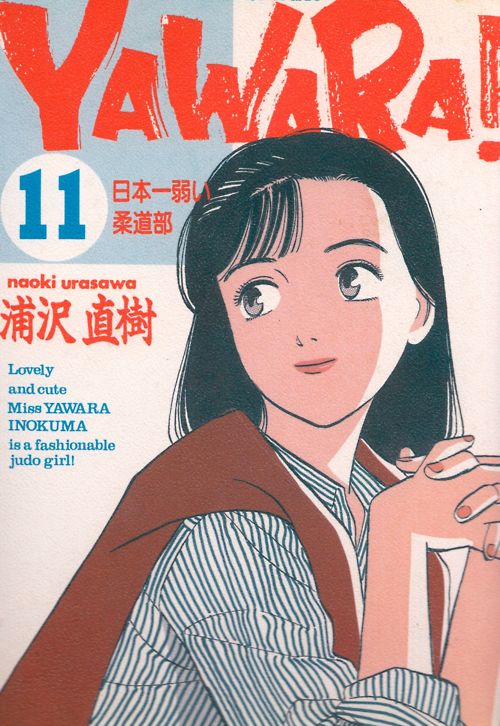 YAWARA!
11
日本一弱い
柔道部
naoki urasawa
浦沢直樹
Lovely
and cute
Miss YAWARA
INOKUMA
is a fashionable
judo girl!